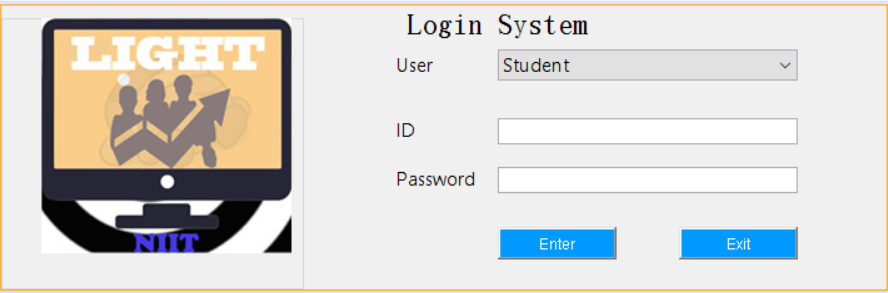 LIGHT
NIIT
Login System
User
Student
ID
Password
Enter
Exit